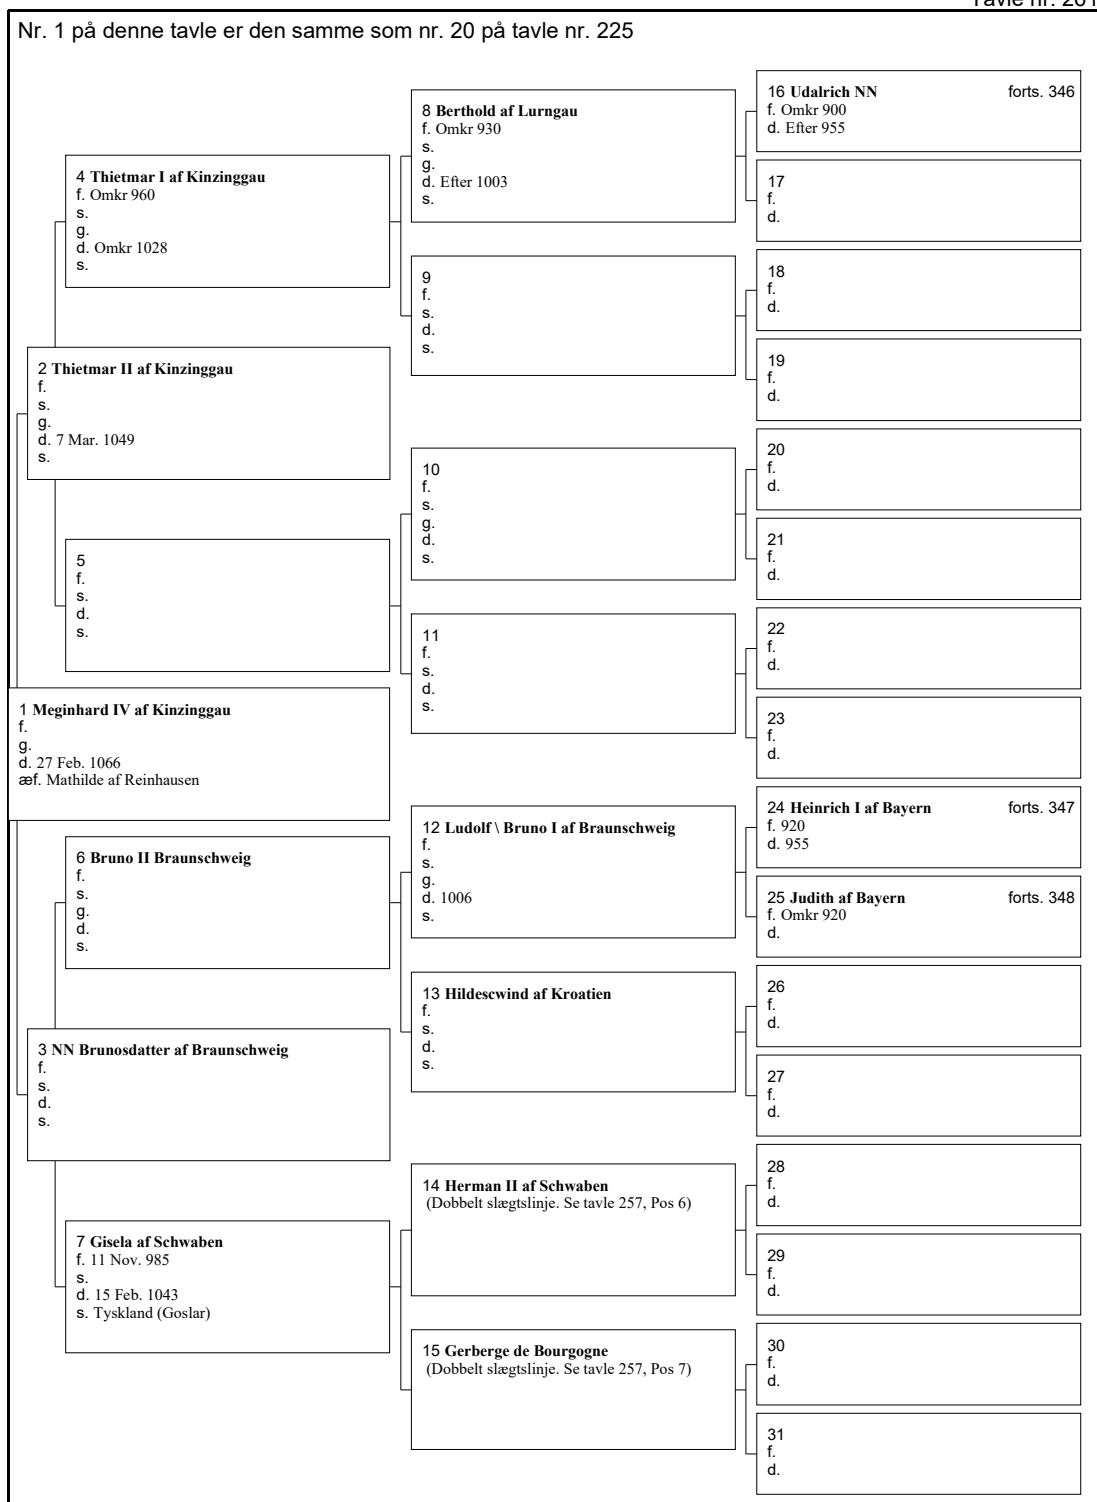 Nr. 1 på denne tavle er den samme som nr. 20 på tavle nr. 225
16 Udalrich NN forts. 346
f. Omkr 900
d. Efter 955
8 Berthold af Lurngau
f. Omkr 930
s.
g.
d. Efter 1003
s.
17
f.
d.
4 Thietmar I af Kinzinggau
f. Omkr 960
s.
g.
d. Omkr 1028
s.
18
f.
d.
9
f.
s.
d.
s.
19
f.
d.
2 Thietmar II af Kinzinggau
f.
s.
g.
d. 7 Mar. 1049
s.
20
f.
d.
10
f.
s.
g.
d.
s.
21
f.
d.
5
f.
s.
d.
s.
22
f.
d.
11
f.
s.
d.
s.
23
f.
d.
1 Meginhard IV af Kinzinggau
f.
g.
d. 27 Feb. 1066
æf. Mathilde af Reinhausen
24 Heinrich I af Bayern forts. 347
f. 920
d. 955
12 Ludolf \ Bruno I af Braunschweig
f.
s.
g.
d. 1006
s.
25 Judith af Bayern forts. 348
f. Omkr 920
d.
6 Bruno II Braunschweig
f.
s.
g.
d.
s.
26
f.
d.
13 Hildescwind af Kroatien
f.
s.
d.
s.
27
f.
d.
3 NN Brunosdatter af Braunschweig
f.
s.
d.
s.
28
f.
d.
14 Herman II af Schwaben
(Dobbelt slægtslinje. Se tavle 257, Pos 6)
29
f.
d.
7 Gisela af Schwaben
f. 11 Nov. 985
s.
d. 15 Feb. 1043
s. Tyskland (Goslar)
30
f.
d.
15 Gerberge de Bourgogne
(Dobbelt slægtslinje. Se tavle 257, Pos 7)
31
f.
d.